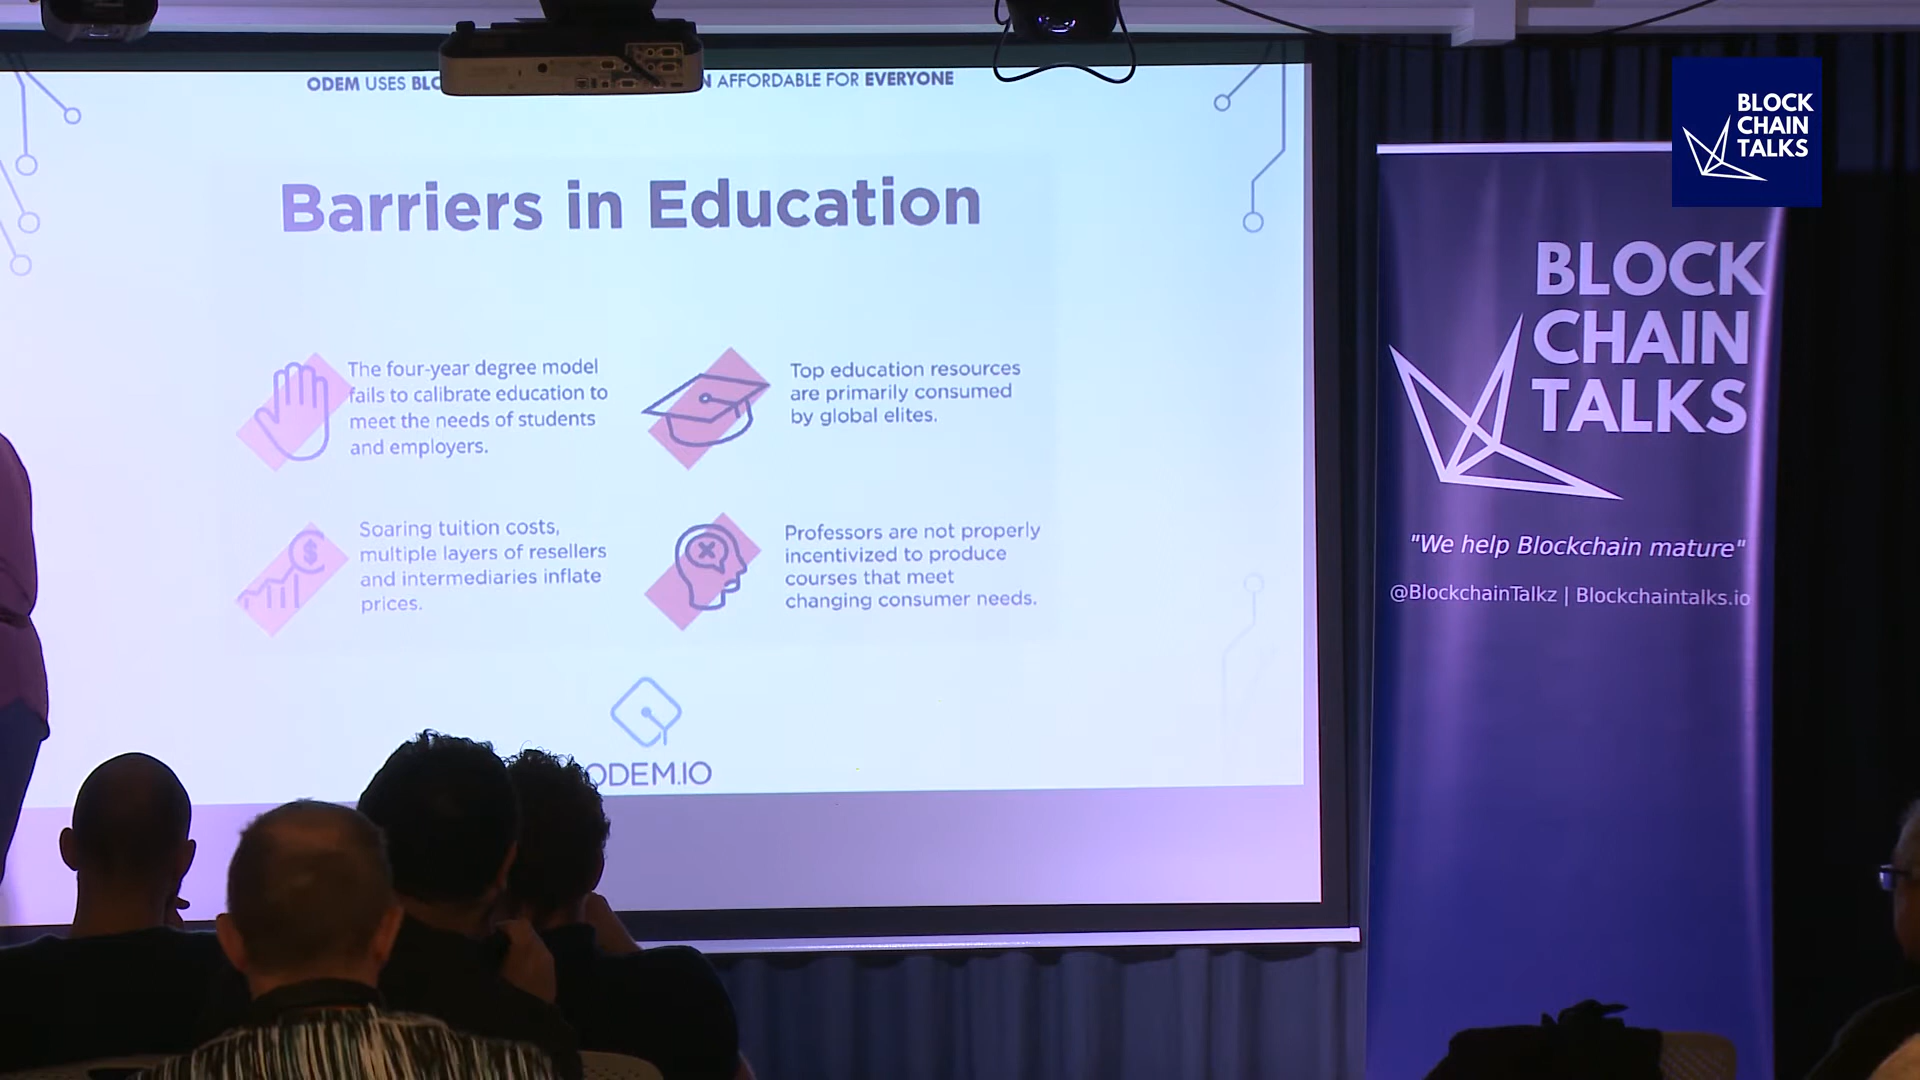 ODEM USES BLO
N AFFORDABLE FOR EVERYONE
Barriers in Education
The four-year degree model
fails to calibrate education to
meet the needs of students
and employers.
Top education resources
are primarily consumed
by global elites.
Soaring tuition costs,
multiple layers of resellers
and intermediaries inflate
prices.
Professors are not properly
incentivized to produce
courses that meet
changing consumer needs.
ODEM.IO
BLOCK
CHAIN
TALKS
BLOCK
CHAIN
TALKS
"We help Blockchain mature"
@BlockchainTalkz | Blockchaintalks.io